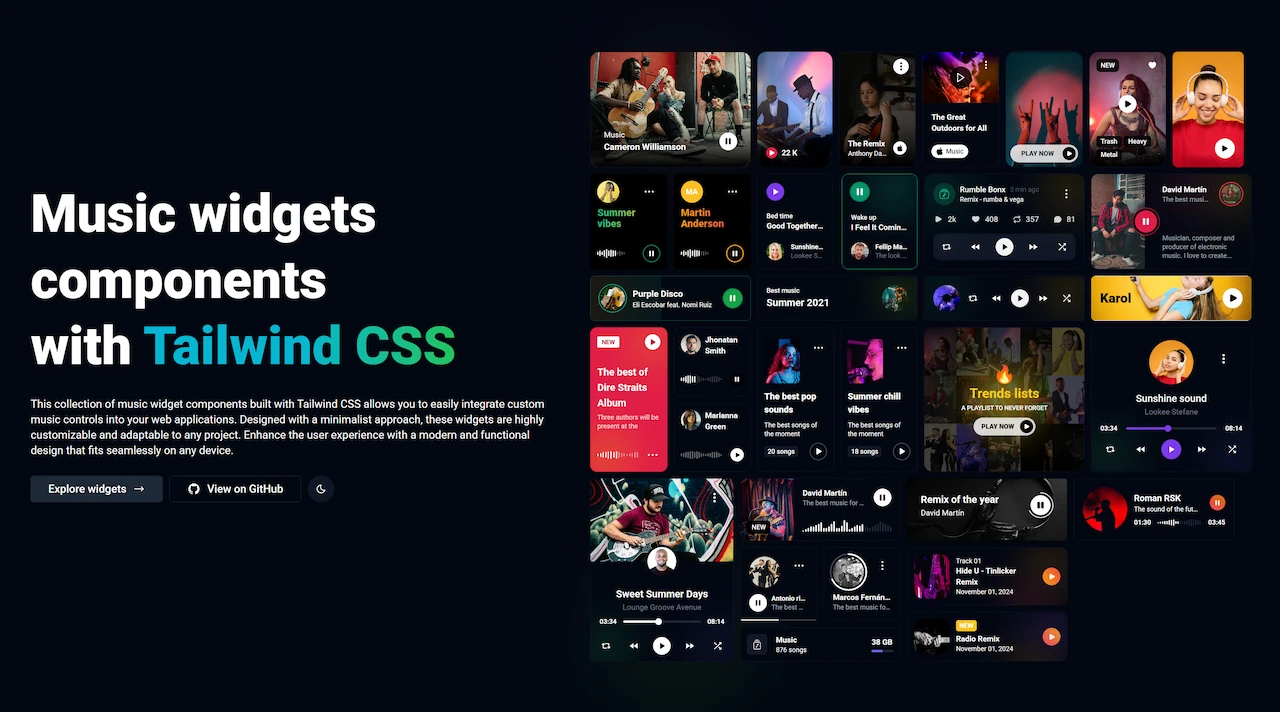 Music widgets
components
with Tailwind CSS
This collection of music widget components built with Tailwind CSS allows you to easily integrate custom
music controls into your web applications. Designed with a minimalist approach, these widgets are highly
customizable and adaptable to any project. Enhance the user experience with a modern and functional
design that fits seamlessly on any device.
Explore widgets
View on GitHub
Music
Cameron Williamson
22 K
The Remix
Anthony Da...
The Great
Outdoors for All
Music
PLAY NOW
NEW
Trash Heavy
Metal
Summer
vibes
MA
Martin
Anderson
Bed time
Good Together...
Sunshine...
Lookee S...
Wake up
I Feel It Comin...
Fellip Ma...
The look ...
Rumble Bonx 3 min ago
Remix - rumba & vega
2k 408 357 81
David Martín
The best musi...
Musician, composer and
producer of electronic
music. I love to create...
Purple Disco
Eli Escobar feat. Nomi Ruiz
Best music
Summer 2021
Karol
NEW
The best of
Dire Straits
Album
Three authors will be
present at the
Jhonatan
Smith
Marianna
Green
The best pop
sounds
The best songs of
the moment
20 songs
Summer chill
vibes
The best songs of
the moment
18 songs
Trends lists
A PLAYLIST TO NEVER FORGET
PLAY NOW
Sunshine sound
Lookee Stefane
03:34 08:14
Sweet Summer Days
Lounge Groove Avenue
03:34 08:14
NEW
David Martín
The best music for ...
Remix of the year
David Martín
Roman RSK
The sound of the fut...
01:30 03:45
Antonio ri...
The best ...
Marcos Fernán...
The best music fo...
Music
876 songs
38 GB
Track 01
Hide U - Tinlicker
Remix
November 01, 2024
NEW
Radio Remix
November 01, 2024